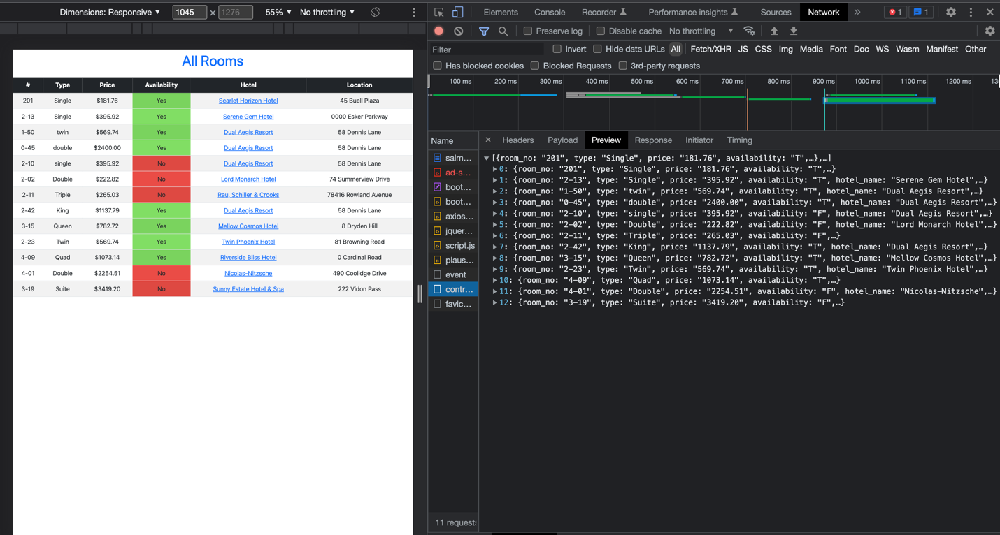 Dimensions: Responsive ▼ 1045 × 1276 55% ▼ No throttling ▼
All Rooms
# Type Price Availability Hotel Location
201 Single $181.76 Yes Scarlet Horizon Hotel 45 Buell Plaza
2-13 Single $395.92 Yes Serene Gem Hotel 0000 Esker Parkway
1-50 twin $569.74 Yes Dual Aegis Resort 58 Dennis Lane
0-45 double $2400.00 Yes Dual Aegis Resort 58 Dennis Lane
2-10 single $395.92 No Dual Aegis Resort 58 Dennis Lane
2-02 Double $222.82 No Lord Monarch Hotel 74 Summerview Drive
2-11 Triple $265.03 No Rau, Schiller & Crooks 78416 Rowland Avenue
2-42 King $1137.79 Yes Dual Aegis Resort 58 Dennis Lane
3-15 Queen $782.72 Yes Mellow Cosmos Hotel 8 Dryden Hill
2-23 Twin $569.74 Yes Twin Phoenix Hotel 81 Browning Road
4-09 Quad $1073.14 Yes Riverside Bliss Hotel 0 Cardinal Road
4-01 Double $2254.51 No Nicolas-Nitzsche 490 Coolidge Drive
3-19 Suite $3419.20 No Sunny Estate Hotel & Spa 222 Vidon Pass
Elements Console Recorder Performance insights Sources Network » 1 1
Preserve log Disable cache No throttling ▼
Filter Invert Hide data URLs All Fetch/XHR JS CSS Img Media Font Doc WS Wasm Manifest Other
Has blocked cookies Blocked Requests 3rd-party requests
100 ms 200 ms 300 ms 400 ms 500 ms 600 ms 700 ms 800 ms 900 ms 1000 ms 1100 ms 1200 ms
Name
salm...
ad-s...
boot...
boot...
axios...
jquer...
script.js
plaus...
event
contr...
favic...
11 requests
× Headers Payload Preview Response Initiator Timing
▼[{room_no: "201", type: "Single", price: "181.76", availability: "T",…},…]
▶0: {room_no: "201", type: "Single", price: "181.76", availability: "T",…}
▶1: {room_no: "2-13", type: "Single", price: "395.92", availability: "T", hotel_name: "Serene Gem Hotel",…}
▶2: {room_no: "1-50", type: "twin", price: "569.74", availability: "T", hotel_name: "Dual Aegis Resort",…}
▶3: {room_no: "0-45", type: "double", price: "2400.00", availability: "T", hotel_name: "Dual Aegis Resort",…}
▶4: {room_no: "2-10", type: "single", price: "395.92", availability: "F", hotel_name: "Dual Aegis Resort",…}
▶5: {room_no: "2-02", type: "Double", price: "222.82", availability: "F", hotel_name: "Lord Monarch Hotel",…}
▶6: {room_no: "2-11", type: "Triple", price: "265.03", availability: "F",…}
▶7: {room_no: "2-42", type: "King", price: "1137.79", availability: "T", hotel_name: "Dual Aegis Resort",…}
▶8: {room_no: "3-15", type: "Queen", price: "782.72", availability: "T", hotel_name: "Mellow Cosmos Hotel",…}
▶9: {room_no: "2-23", type: "Twin", price: "569.74", availability: "T", hotel_name: "Twin Phoenix Hotel",…}
▶10: {room_no: "4-09", type: "Quad", price: "1073.14", availability: "T",…}
▶11: {room_no: "4-01", type: "Double", price: "2254.51", availability: "F", hotel_name: "Nicolas-Nitzsche",…}
▶12: {room_no: "3-19", type: "Suite", price: "3419.20", availability: "F",…}